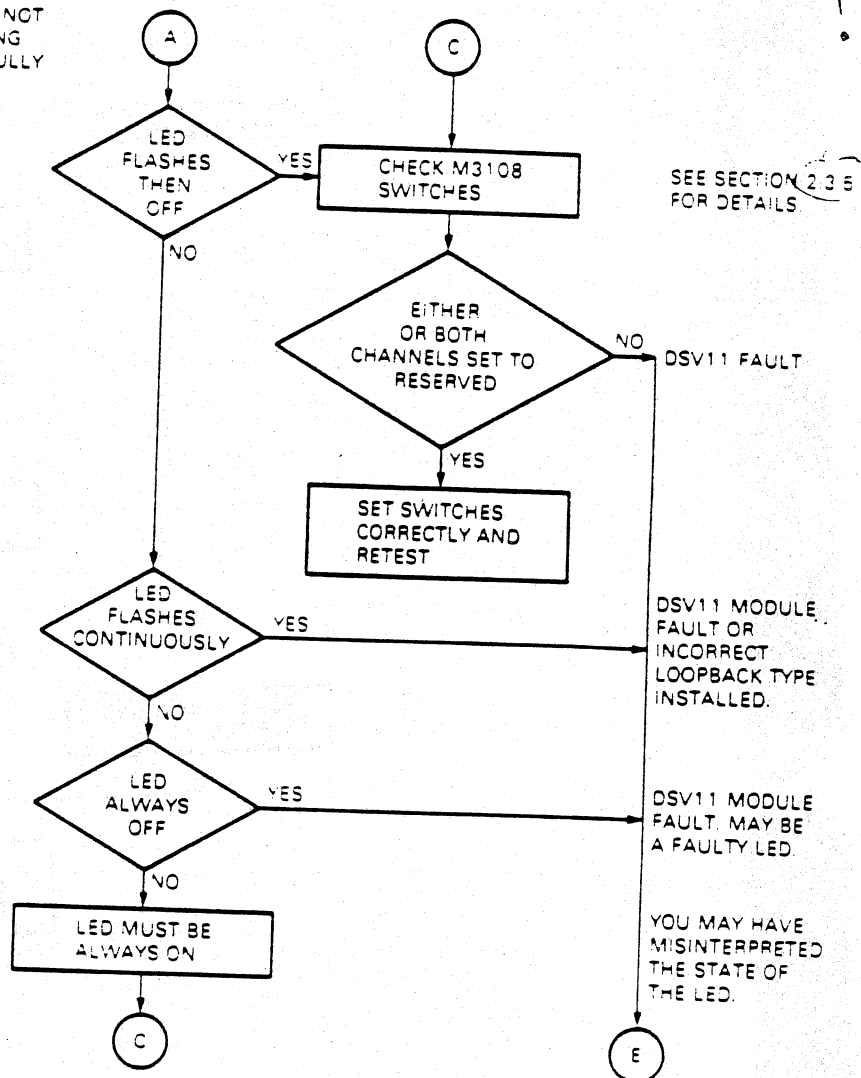 NOT
NG
ULLY
A
C
LED
FLASHES
THEN
OFF
YES
CHECK M3108
SWITCHES
SEE SECTION 2.3.5
FOR DETAILS.
NO
EITHER
OR BOTH
CHANNELS SET TO
RESERVED
NO
DSV11 FAULT
YES
SET SWITCHES
CORRECTLY AND
RETEST
LED
FLASHES
CONTINUOUSLY
YES
DSV11 MODULE
FAULT OR
INCORRECT
LOOPBACK TYPE
INSTALLED.
NO
LED
ALWAYS
OFF
YES
DSV11 MODULE
FAULT. MAY BE
A FAULTY LED.
NO
LED MUST BE
ALWAYS ON
YOU MAY HAVE
MISINTERPRETED
THE STATE OF
THE LED.
C
E